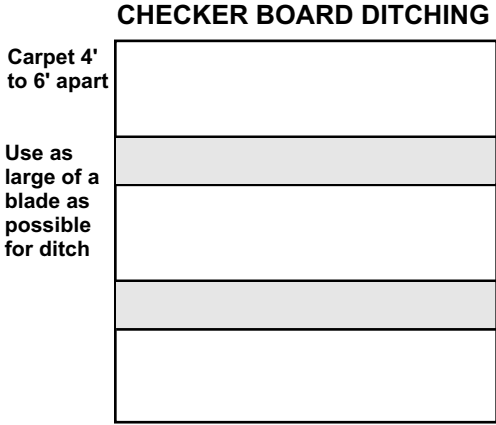 CHECKER BOARD DITCHING
Carpet 4'
to 6' apart
Use as
large of a
blade as
possible
for ditch